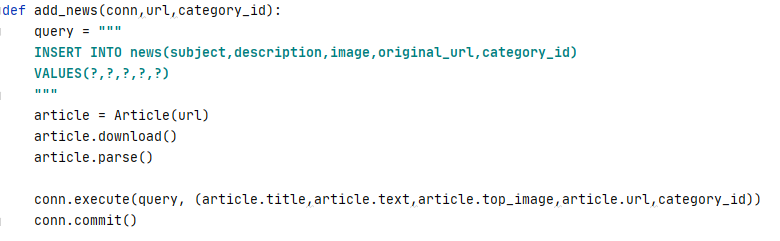 def add_news(conn,url,category_id):
    query = """
    INSERT INTO news(subject,description,image,original_url,category_id)
    VALUES(?,?,?,?,?)
    """
    article = Article(url)
    article.download()
    article.parse()

    conn.execute(query, (article.title,article.text,article.top_image,article.url,category_id))
    conn.commit()